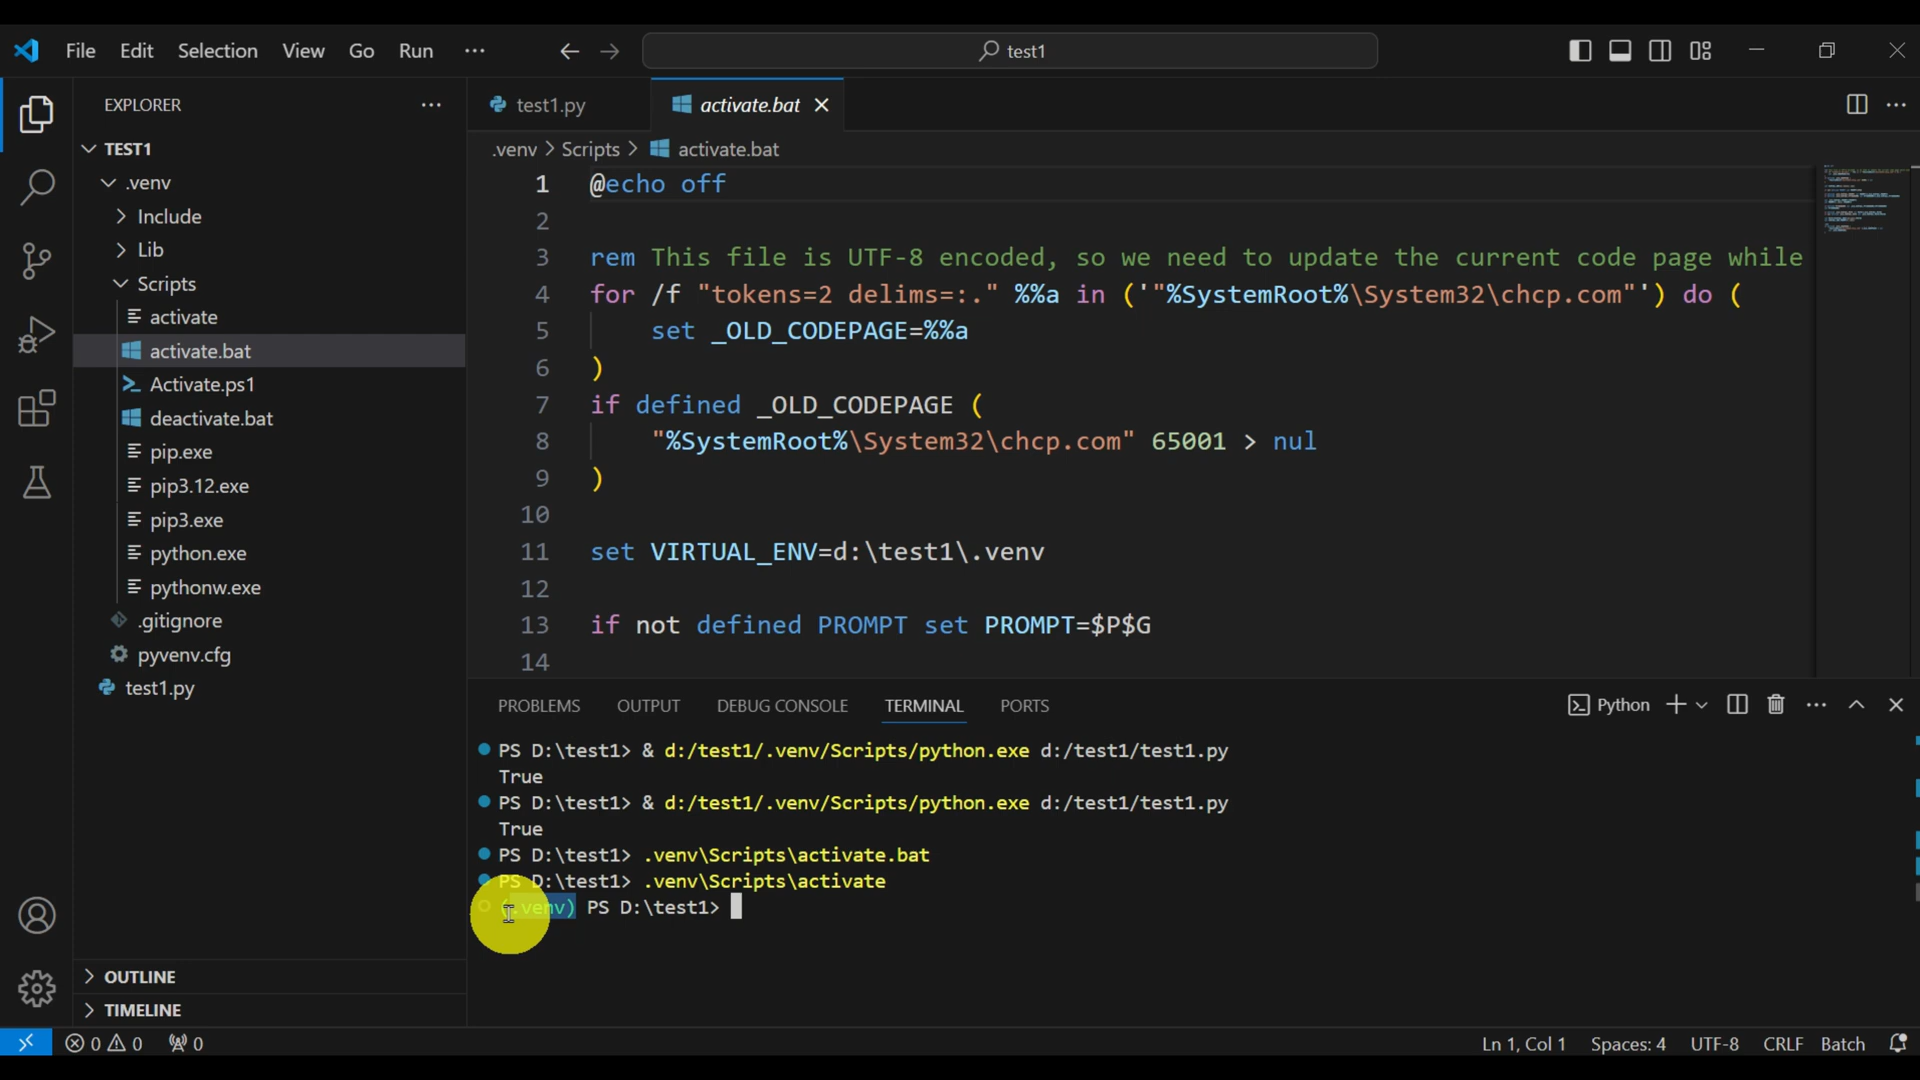 File Edit Selection View Go Run ··· test1
EXPLORER ···
TEST1
.venv
Include
Lib
Scripts
activate
activate.bat
Activate.ps1
deactivate.bat
pip.exe
pip3.12.exe
pip3.exe
python.exe
pythonw.exe
.gitignore
pyvenv.cfg
test1.py
OUTLINE
TIMELINE
test1.py activate.bat
.venv > Scripts > activate.bat
1 @echo off
2
3 rem This file is UTF-8 encoded, so we need to update the current code page while
4 for /f "tokens=2 delims=:." %%a in ('"%SystemRoot%\System32\chcp.com"') do (
5 set _OLD_CODEPAGE=%%a
6 )
7 if defined _OLD_CODEPAGE (
8 "%SystemRoot%\System32\chcp.com" 65001 > nul
9 )
10
11 set VIRTUAL_ENV=d:\test1\.venv
12
13 if not defined PROMPT set PROMPT=$P$G
14
PROBLEMS OUTPUT DEBUG CONSOLE TERMINAL PORTS Python
PS D:\test1> & d:/test1/.venv/Scripts/python.exe d:/test1/test1.py
True
PS D:\test1> & d:/test1/.venv/Scripts/python.exe d:/test1/test1.py
True
PS D:\test1> .venv\Scripts\activate.bat
PS D:\test1> .venv\Scripts\activate
(.venv) PS D:\test1>
0 0 0 Ln 1, Col 1 Spaces: 4 UTF-8 CRLF Batch